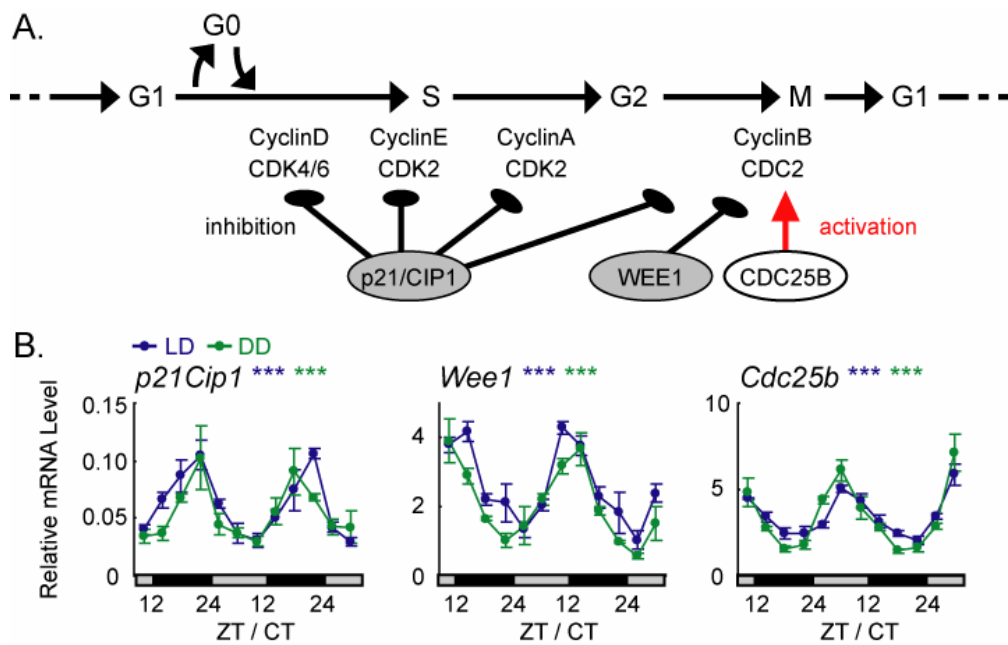 A.
G0
G1 S G2 M G1
CyclinD CyclinE CyclinA CyclinB
CDK4/6 CDK2 CDK2 CDC2
inhibition activation
p21/CIP1 WEE1 CDC25B
B.
LD DD
p21Cip1 *** *** Wee1 *** *** Cdc25b *** ***
Relative mRNA Level
0.15
0.10
0.05
0
4
2
0
10
5
0
12 24 12 24 12 24 12 24 12 24 12 24
ZT / CT ZT / CT ZT / CT